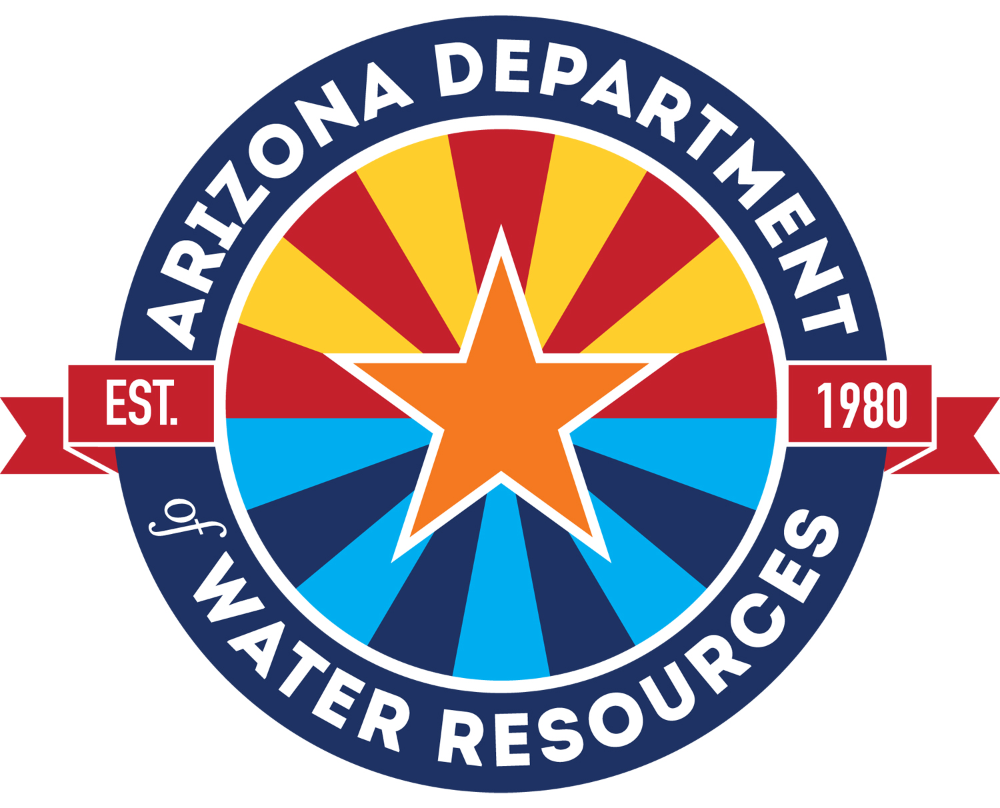 ARIZONA DEPARTMENT
EST.
1980
of WATER RESOURCES